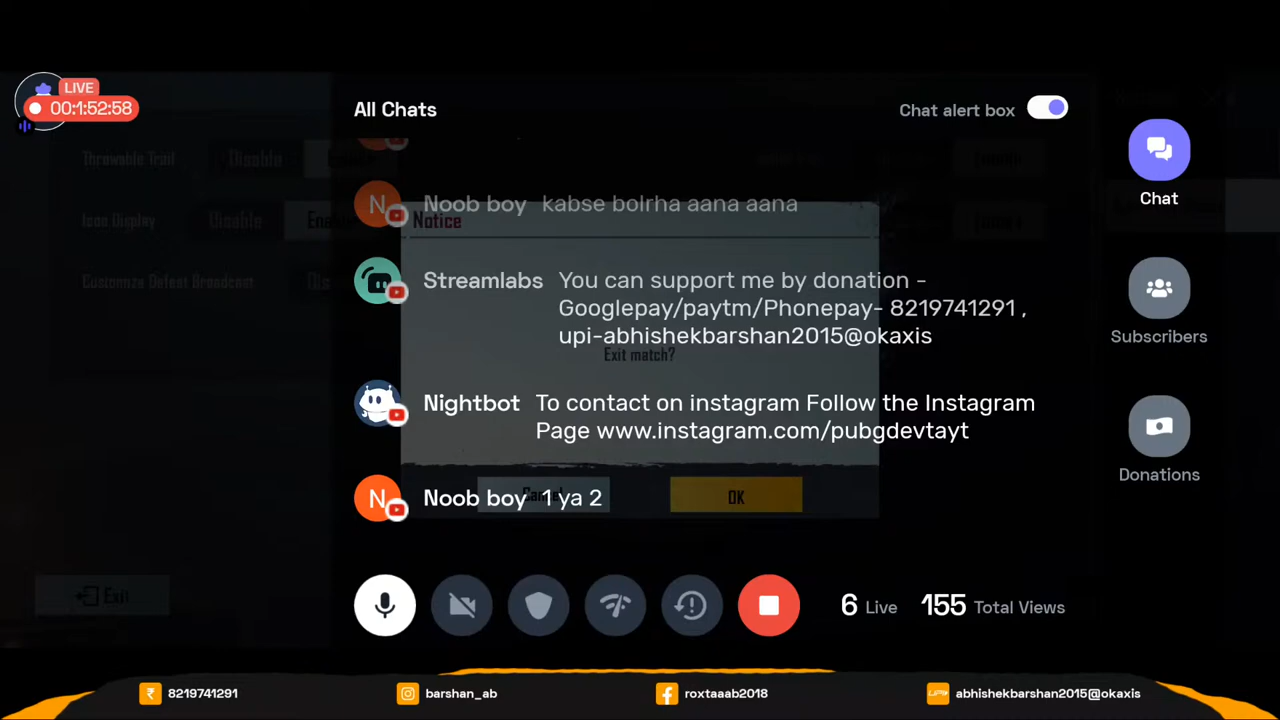 LIVE
00:1:52:58
All Chats
Chat alert box
Throwable Trail
Disable
Noob boy kabse bolrha aana aana
Chat
Icon Display
Disable
Notice
Streamlabs You can support me by donation -
Googlepay/paytm/Phonepay- 8219741291 ,
upi-abhishekbarshan2015@okaxis
Customize Defeat Broadcast
Exit match?
Subscribers
Nightbot To contact on instagram Follow the Instagram
Page www.instagram.com/pubgdevtayt
Donations
Noob boy 1 ya 2
Cancel
OK
Exit
6 Live 155 Total Views
8219741291
barshan_ab
roxtaaab2018
UPI
abhishekbarshan2015@okaxis